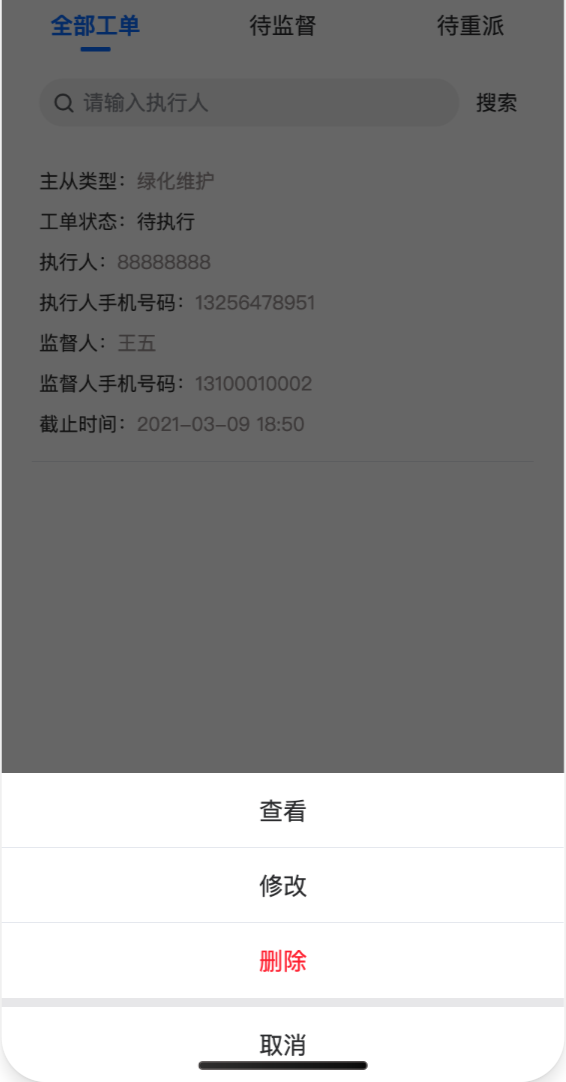 全部工单 待监督 待重派
请输入执行人 搜索
主从类型：绿化维护
工单状态：待执行
执行人：88888888
执行人手机号码：13256478951
监督人：王五
监督人手机号码：13100010002
截止时间：2021-03-09 18:50
查看
修改
删除
取消